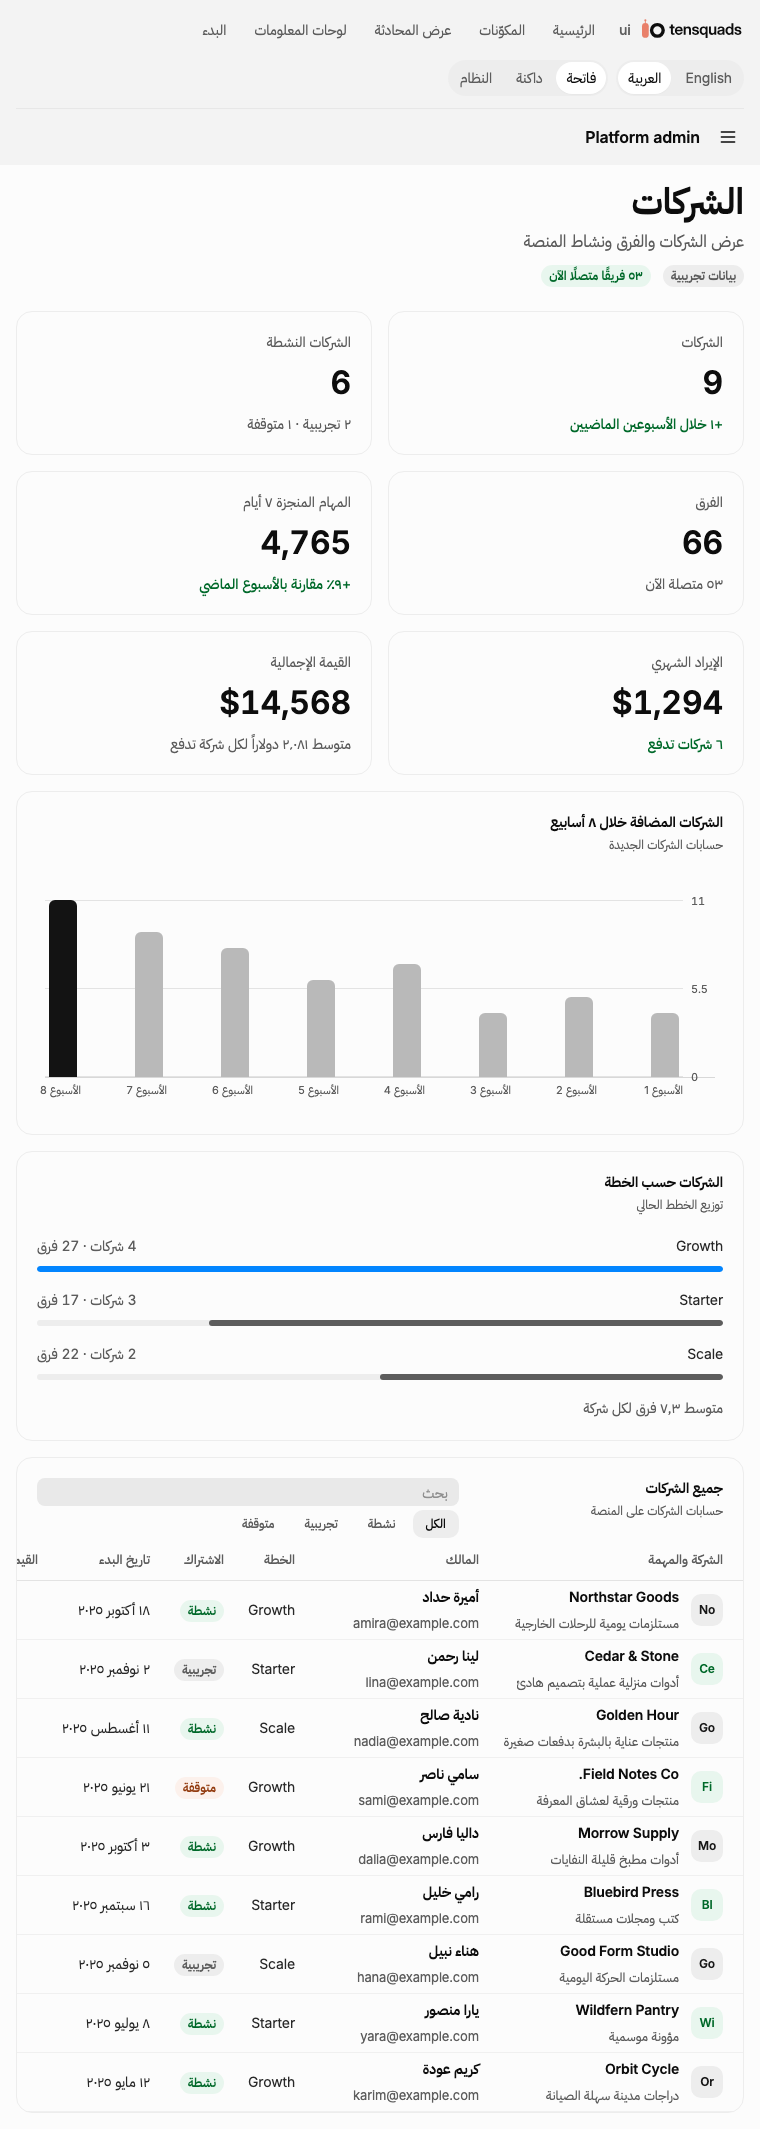 tensquads ui الرئيسية المكوّنات عرض المحادثة لوحات المعلومات البدء
English العربية فاتحة داكنة النظام
Platform admin
الشركات
عرض الشركات والفرق ونشاط المنصة
بيانات تجريبية ٥٣ فريقًا متصلًا الآن
الشركات
9
+١ خلال الأسبوعين الماضيين
الشركات النشطة
6
٢ تجريبية · ١ متوقفة
الفرق
66
٥٣ متصلة الآن
المهام المنجزة ٧ أيام
4,765
+٩٪ مقارنة بالأسبوع الماضي
الإيراد الشهري
$1,294
٦ شركات تدفع
القيمة الإجمالية
$14,568
متوسط ٢,٠٨١ دولاراً لكل شركة تدفع
الشركات المضافة خلال ٨ أسابيع
حسابات الشركات الجديدة
11
5.5
0
الأسبوع 1 الأسبوع 2 الأسبوع 3 الأسبوع 4 الأسبوع 5 الأسبوع 6 الأسبوع 7 الأسبوع 8
الشركات حسب الخطة
توزيع الخطط الحالي
Growth 4 شركات · 27 فرق
Starter 3 شركات · 17 فرق
Scale 2 شركات · 22 فرق
متوسط ٧,٣ فرق لكل شركة
جميع الشركات
حسابات الشركات على المنصة
بحث
الكل نشطة تجريبية متوقفة
الشركة والمهمة المالك الخطة الاشتراك تاريخ البدء
No Northstar Goods أميرة حداد Growth نشطة ١٨ أكتوبر ٢٠٢٥
مستلزمات يومية للرحلات الخارجية amira@example.com
Ce Cedar & Stone لينا رحمن Starter تجريبية ٢ نوفمبر ٢٠٢٥
أدوات منزلية عملية بتصميم هادئ lina@example.com
Go Golden Hour نادية صالح Scale نشطة ١١ أغسطس ٢٠٢٥
منتجات عناية بالبشرة بدفعات صغيرة nadia@example.com
Fi Field Notes Co. سامي ناصر Growth متوقفة ٢١ يونيو ٢٠٢٥
منتجات ورقية لعشاق المعرفة sami@example.com
Mo Morrow Supply داليا فارس Growth نشطة ٣ أكتوبر ٢٠٢٥
أدوات مطبخ قليلة النفايات dalia@example.com
Bl Bluebird Press رامي خليل Starter نشطة ١٦ سبتمبر ٢٠٢٥
كتب ومجلات مستقلة rami@example.com
Go Good Form Studio هناء نبيل Scale تجريبية ٥ نوفمبر ٢٠٢٥
مستلزمات الحركة اليومية hana@example.com
Wi Wildfern Pantry يارا منصور Starter نشطة ٨ يوليو ٢٠٢٥
مؤونة موسمية yara@example.com
Or Orbit Cycle كريم عودة Growth نشطة ١٢ مايو ٢٠٢٥
دراجات مدينة سهلة الصيانة karim@example.com